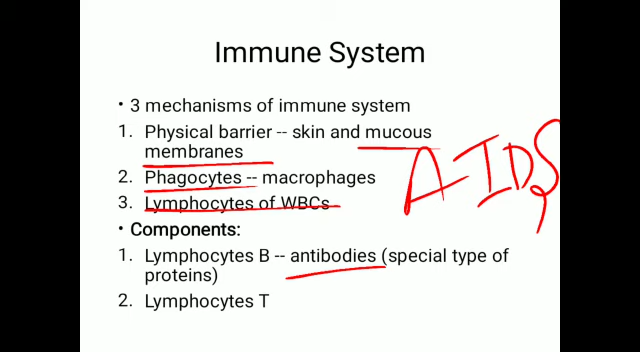 Immune System
• 3 mechanisms of immune system
1. Physical barrier -- skin and mucous
membranes
2. Phagocytes -- macrophages
3. Lymphocytes of WBCs
AIDS
• Components:
1. Lymphocytes B -- antibodies (special type of
proteins)
2. Lymphocytes T